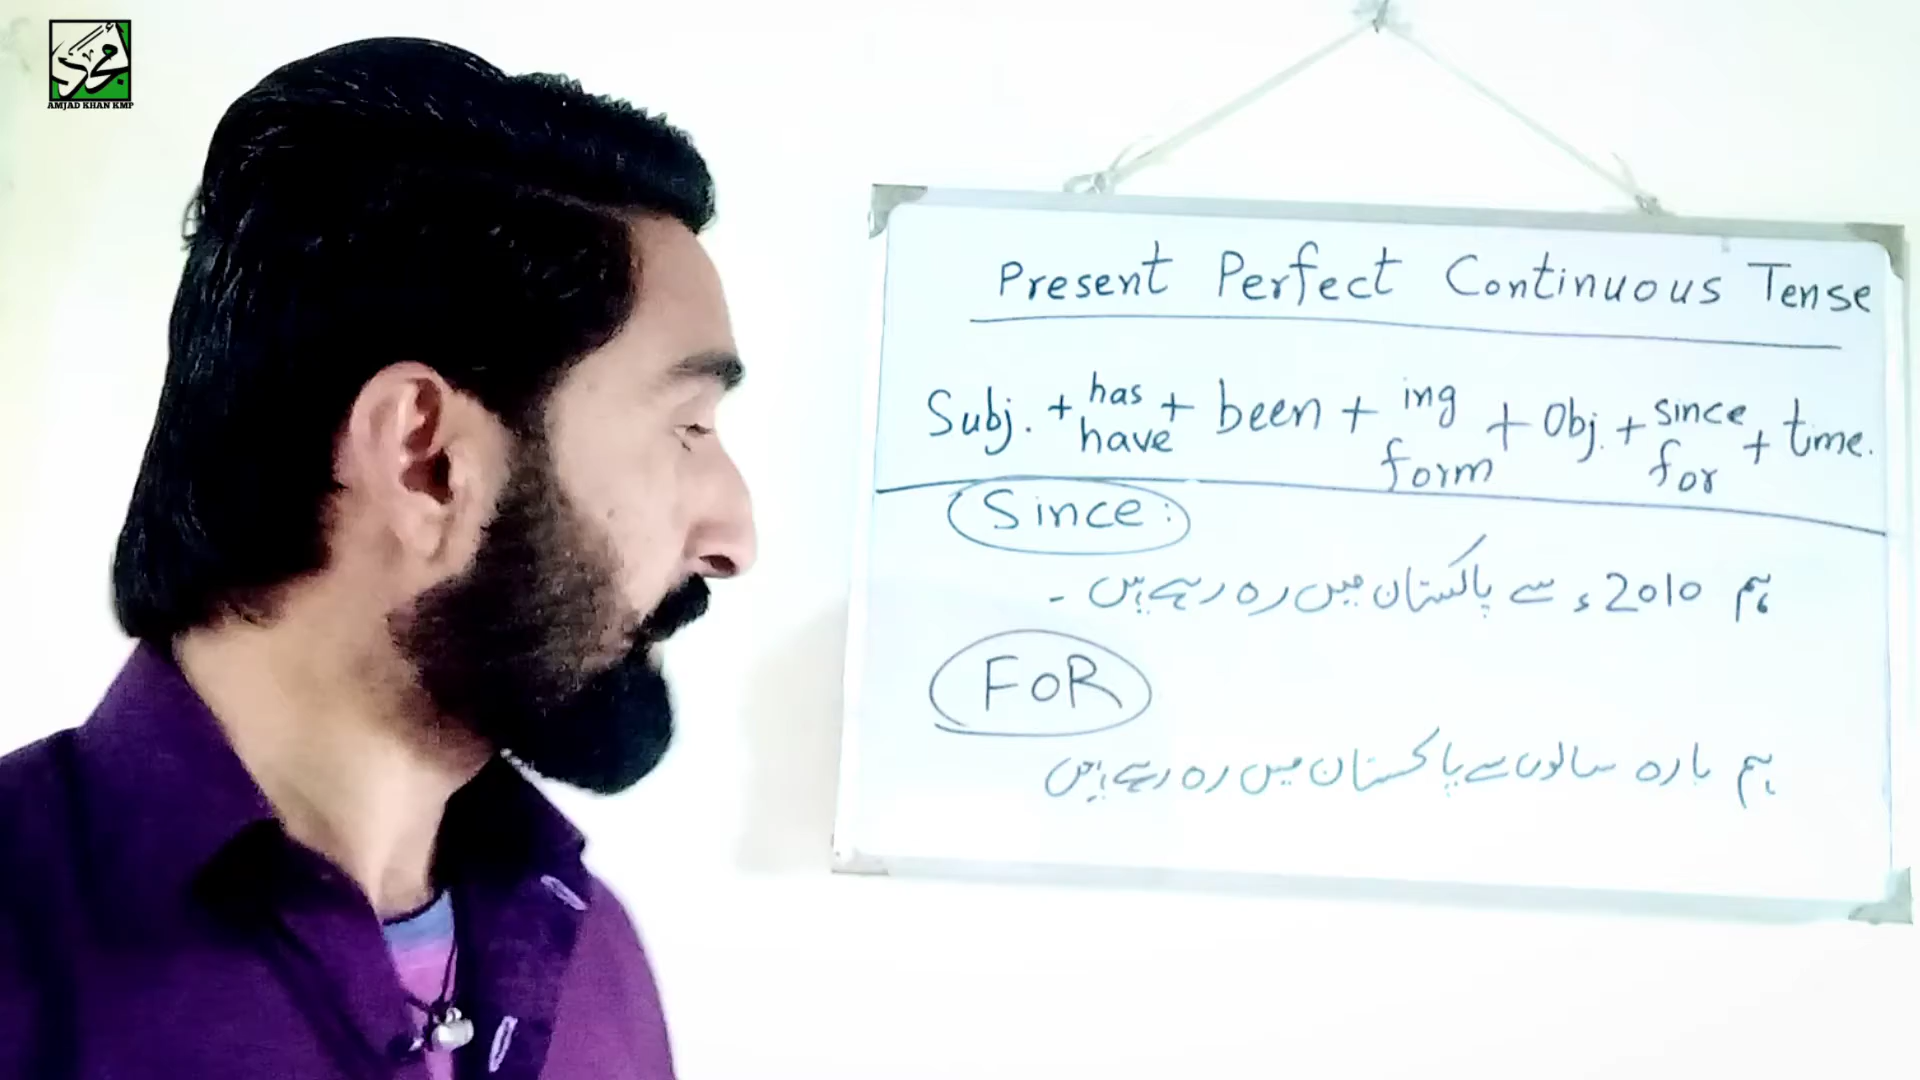 امجد
AMJAD KHAN KMP
Present Perfect Continuous Tense
Subj. + has have + been + ing form + Obj. + since for + time.
Since:
ہم 2010ء سے پاکستان میں رہ رہے ہیں ۔
FOR
ہم بارہ سالوں سے پاکستان میں رہ رہے ہیں